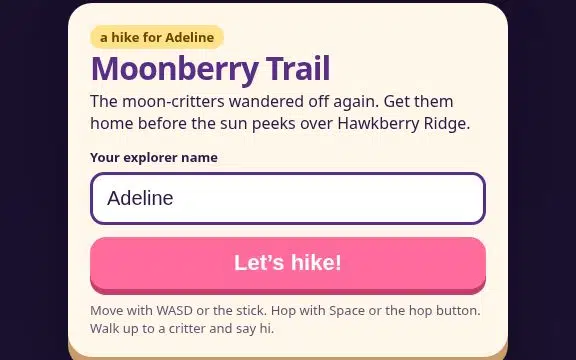 a hike for Adeline
Moonberry Trail
The moon-critters wandered off again. Get them
home before the sun peeks over Hawkberry Ridge.
Your explorer name
Adeline
Let’s hike!
Move with WASD or the stick. Hop with Space or the hop button.
Walk up to a critter and say hi.